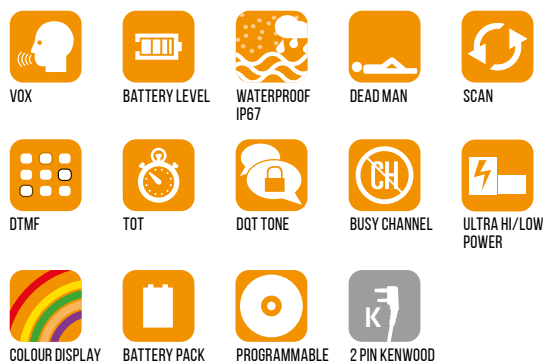 VOX
BATTERY LEVEL
WATERPROOF
IP67
DEAD MAN
SCAN
DTMF
TOT
DQT TONE
CH
BUSY CHANNEL
ULTRA HI/LOW
POWER
COLOUR DISPLAY
BATTERY PACK
PROGRAMMABLE
K
2 PIN KENWOOD